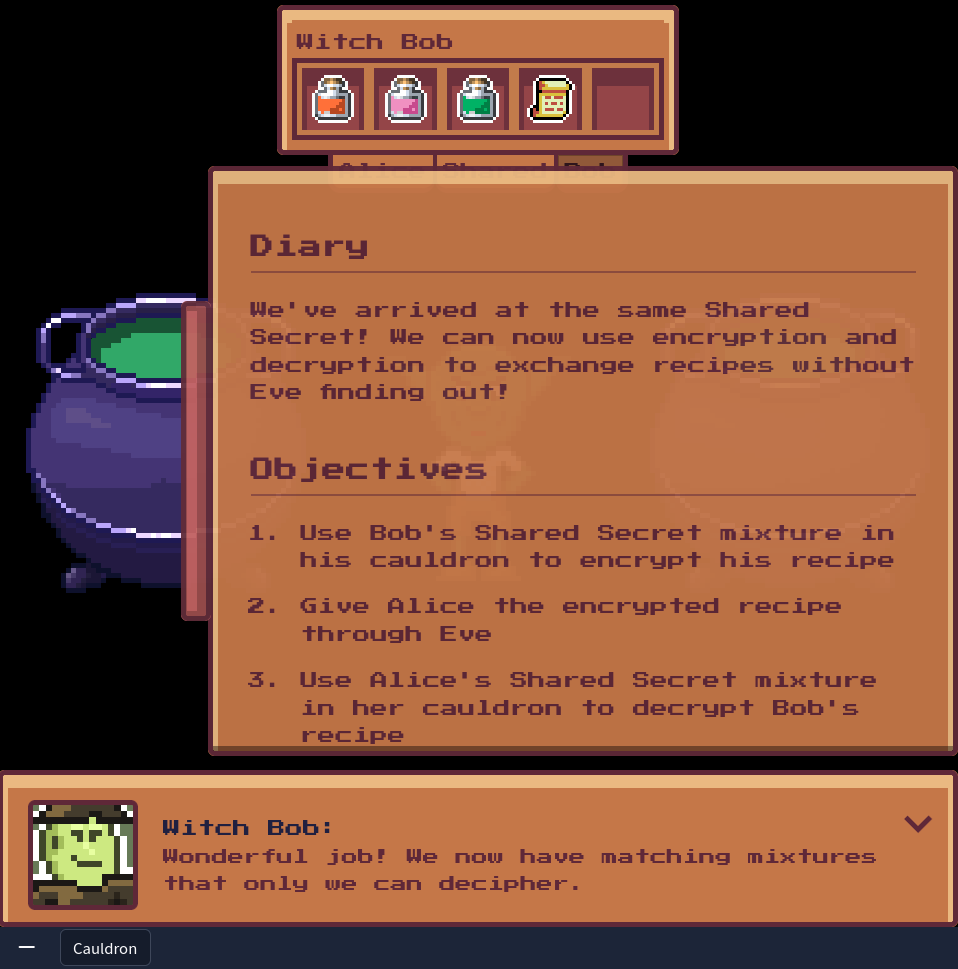 Witch Bob
Alice Shared Bob
Diary
We've arrived at the same Shared
Secret! We can now use encryption and
decryption to exchange recipes without
Eve finding out!
Objectives
1. Use Bob's Shared Secret mixture in
his cauldron to encrypt his recipe
2. Give Alice the encrypted recipe
through Eve
3. Use Alice's Shared Secret mixture
in her cauldron to decrypt Bob's
recipe
Witch Bob:
Wonderful job! We now have matching mixtures
that only we can decipher.
Cauldron